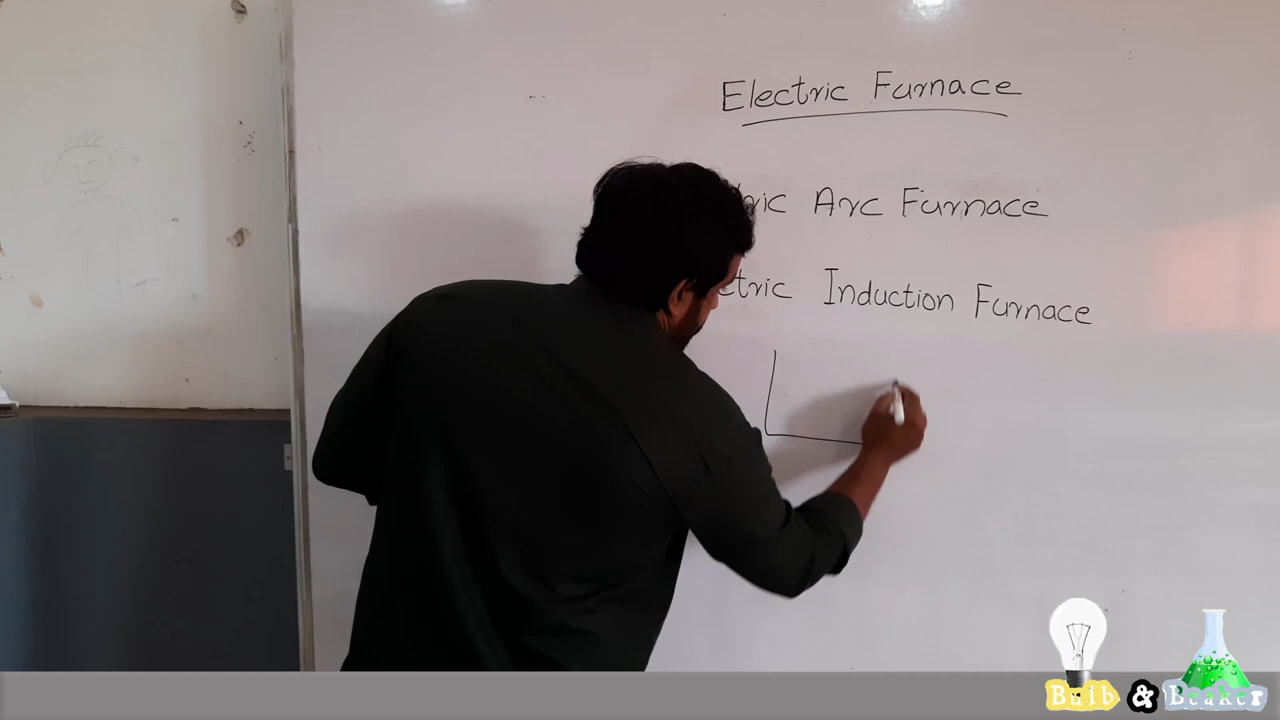 Electric Furnace
ric Arc Furnace
ctric Induction Furnace
Bulb & Beaker